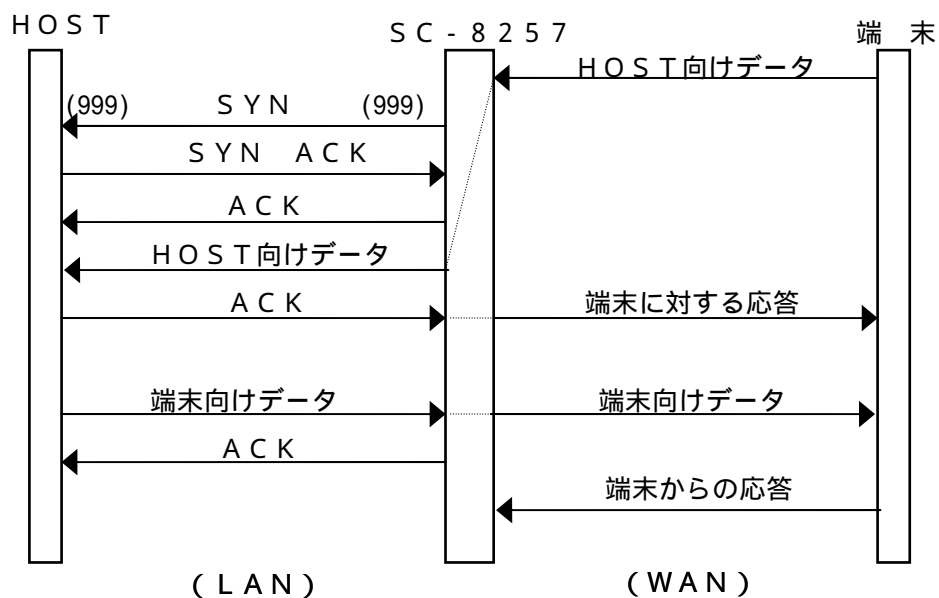 HOST
SC-8257
端 末
HOST向けデータ
(999) SYN (999)
SYN ACK
ACK
HOST向けデータ
ACK
端末に対する応答
端末向けデータ
端末向けデータ
ACK
端末からの応答
(LAN)
(WAN)